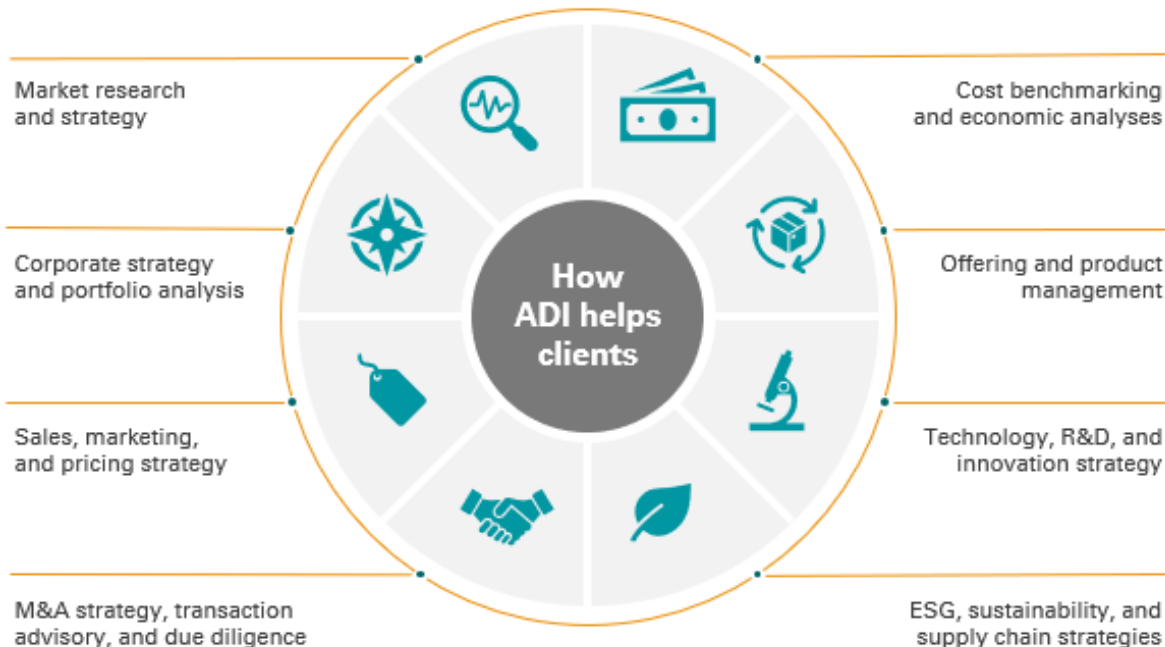 Market research
and strategy
Corporate strategy
and portfolio analysis
Sales, marketing,
and pricing strategy
M&A strategy, transaction
advisory, and due diligence
How
ADI helps
clients
Cost benchmarking
and economic analyses
Offering and product
management
Technology, R&D, and
innovation strategy
ESG, sustainability, and
supply chain strategies